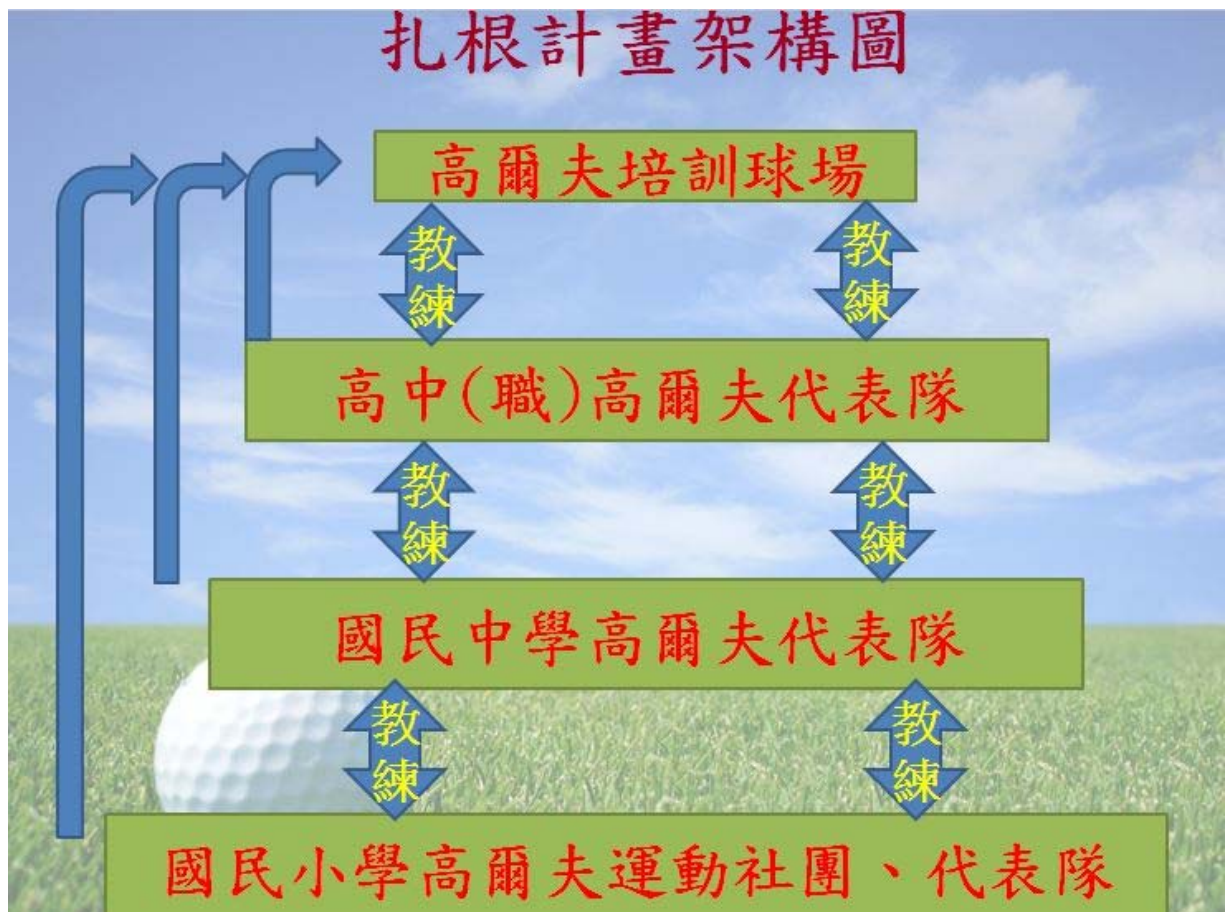 扎根計畫架構圖
高爾夫培訓球場
教練 教練
高中(職)高爾夫代表隊
教練 教練
國民中學高爾夫代表隊
教練 教練
國民小學高爾夫運動社團、代表隊